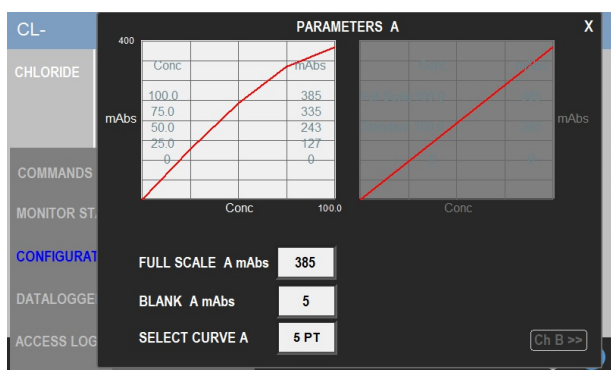 CL-
PARAMETERS A
X
400
CHLORIDE
Conc mAbs
100.0 385
75.0 335
50.0 243
25.0 127
0 0
mAbs
mAbs
Conc
100.0
Conc
COMMANDS
MONITOR ST
CONFIGURAT
DATALOGGE
ACCESS LOG
FULL SCALE A mAbs 385
BLANK A mAbs 5
SELECT CURVE A 5 PT
Ch B >>